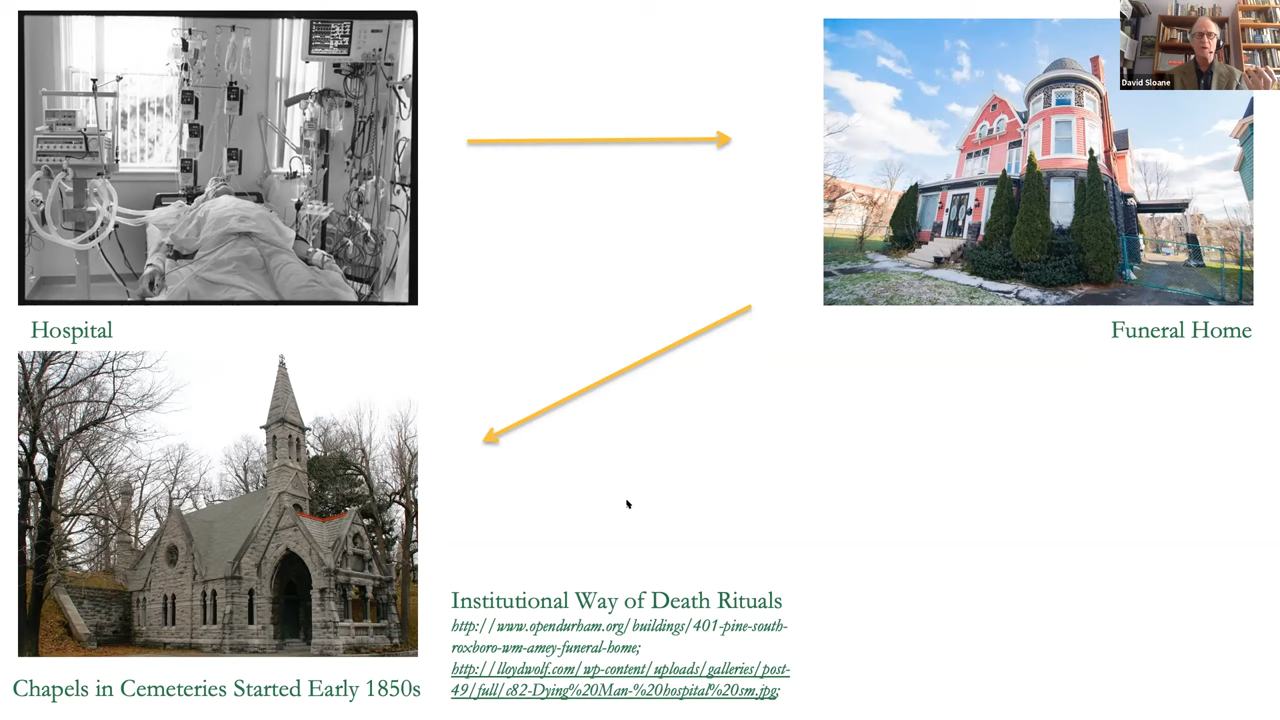 David Sloane
Hospital
Funeral Home
Chapels in Cemeteries Started Early 1850s
Institutional Way of Death Rituals
http://www.opendurham.org/buildings/401-pine-south-
roxboro-wm-amey-funeral-home;
http://lloydwolf.com/wp-content/uploads/galleries/post-
49/full/c82-Dying%20Man-%20hospital%20sm.jpg;